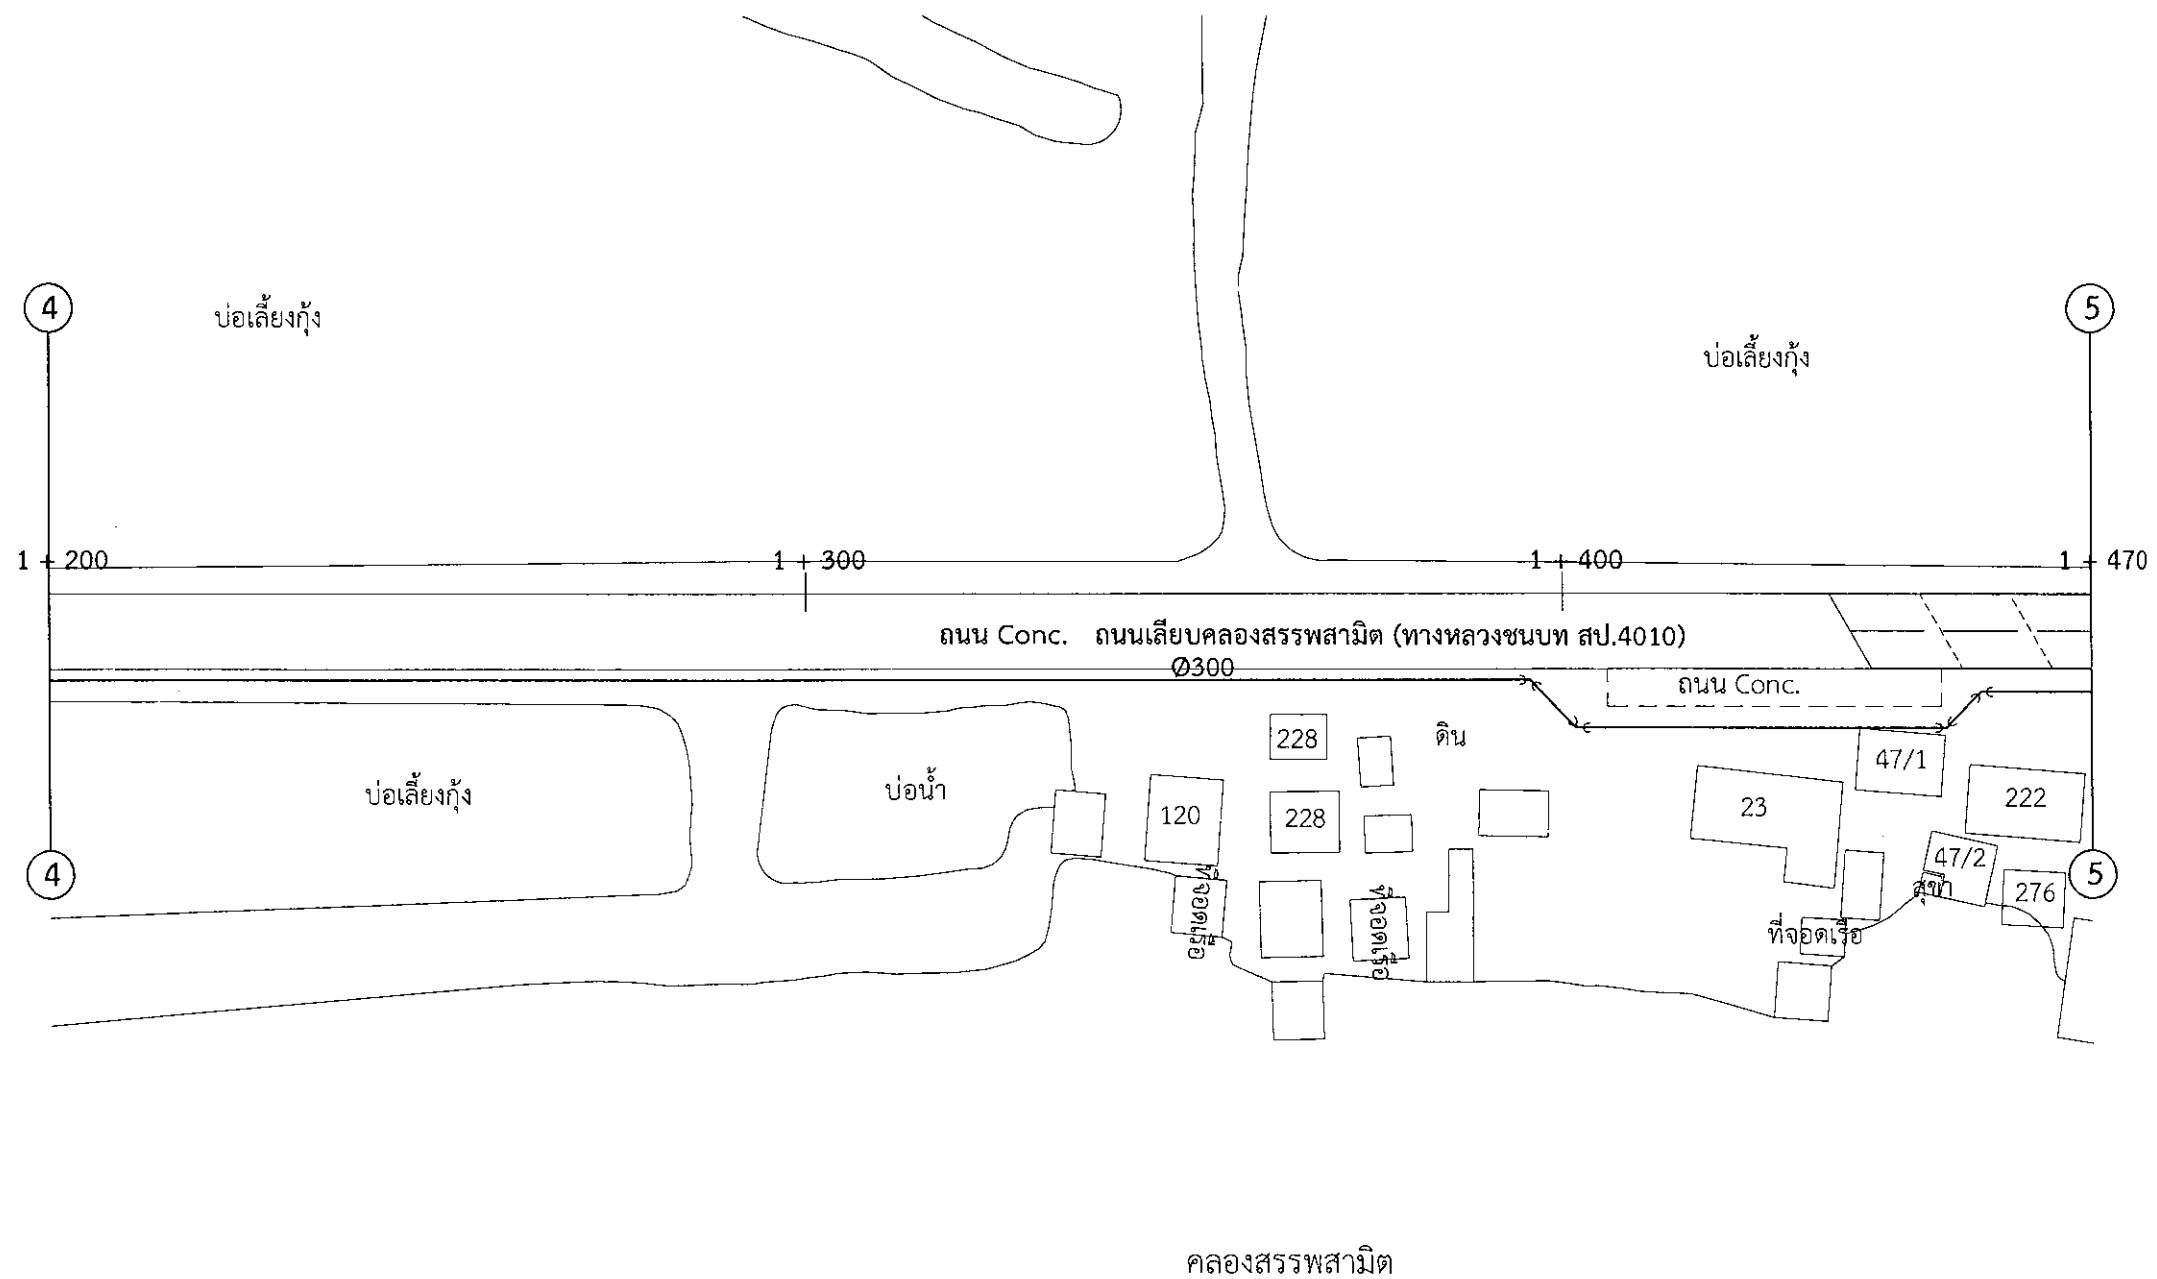 4
5
บ่อเลี้ยงกุ้ง
บ่อเลี้ยงกุ้ง
1 + 200
1 + 300
1 + 400
1 + 470
ถนน Conc. ถนนเลียบคลองสรรพสามิต (ทางหลวงชนบท สป.4010)
Ø300
ถนน Conc.
228
ดิน
47/1
บ่อเลี้ยงกุ้ง
บ่อน้ำ
120
228
23
222
47/2
4
5
สุขา
276
ที่จอดเรือ
ที่จอดเรือ
ที่จอดเรือ
คลองสรรพสามิต